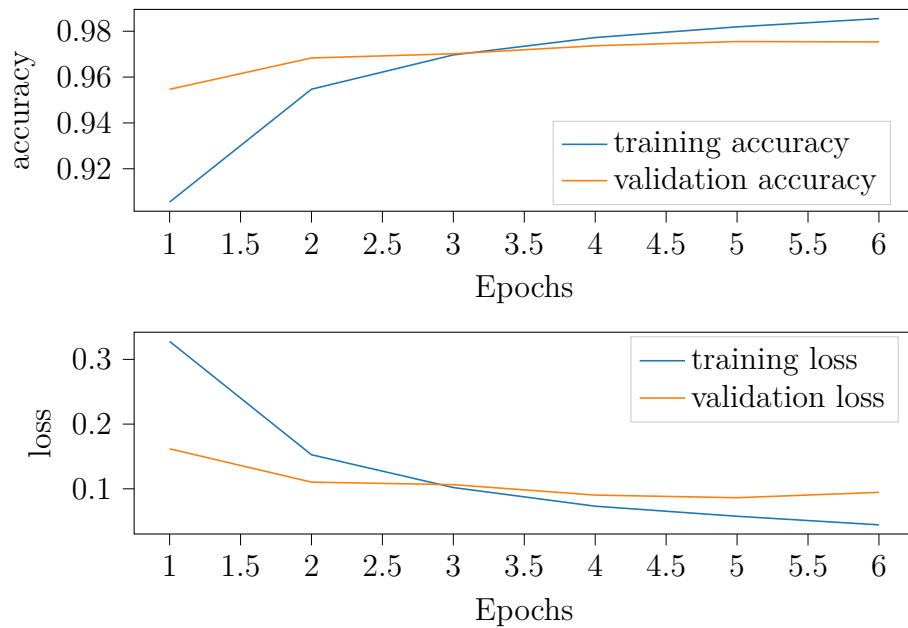 0.98
0.96
0.94
0.92
accuracy
training accuracy
validation accuracy
1 1.5 2 2.5 3 3.5 4 4.5 5 5.5 6
Epochs
0.3
0.2
0.1
loss
training loss
validation loss
1 1.5 2 2.5 3 3.5 4 4.5 5 5.5 6
Epochs